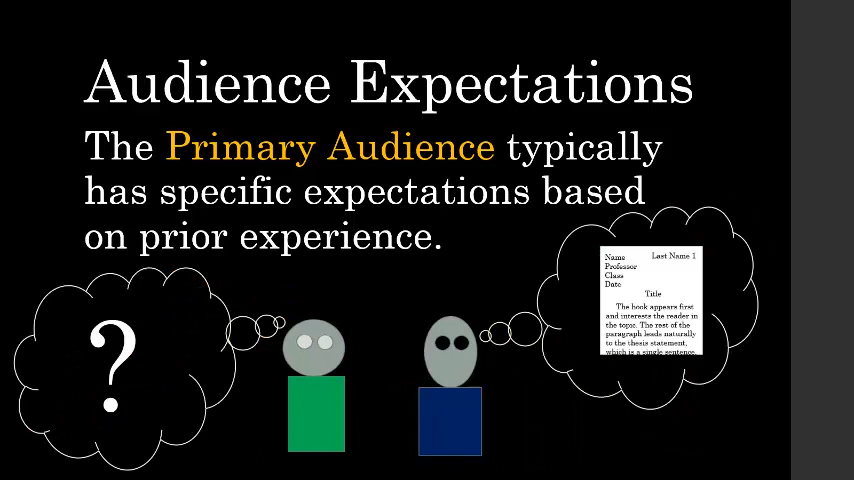 Audience Expectations
The Primary Audience typically
has specific expectations based
on prior experience.
?
Last Name 1
Name
Professor
Class
Date
Title
The hook appears first
and interests the reader in
the topic. The rest of the
paragraph leads naturally
to the thesis statement,
which is a single sentence,